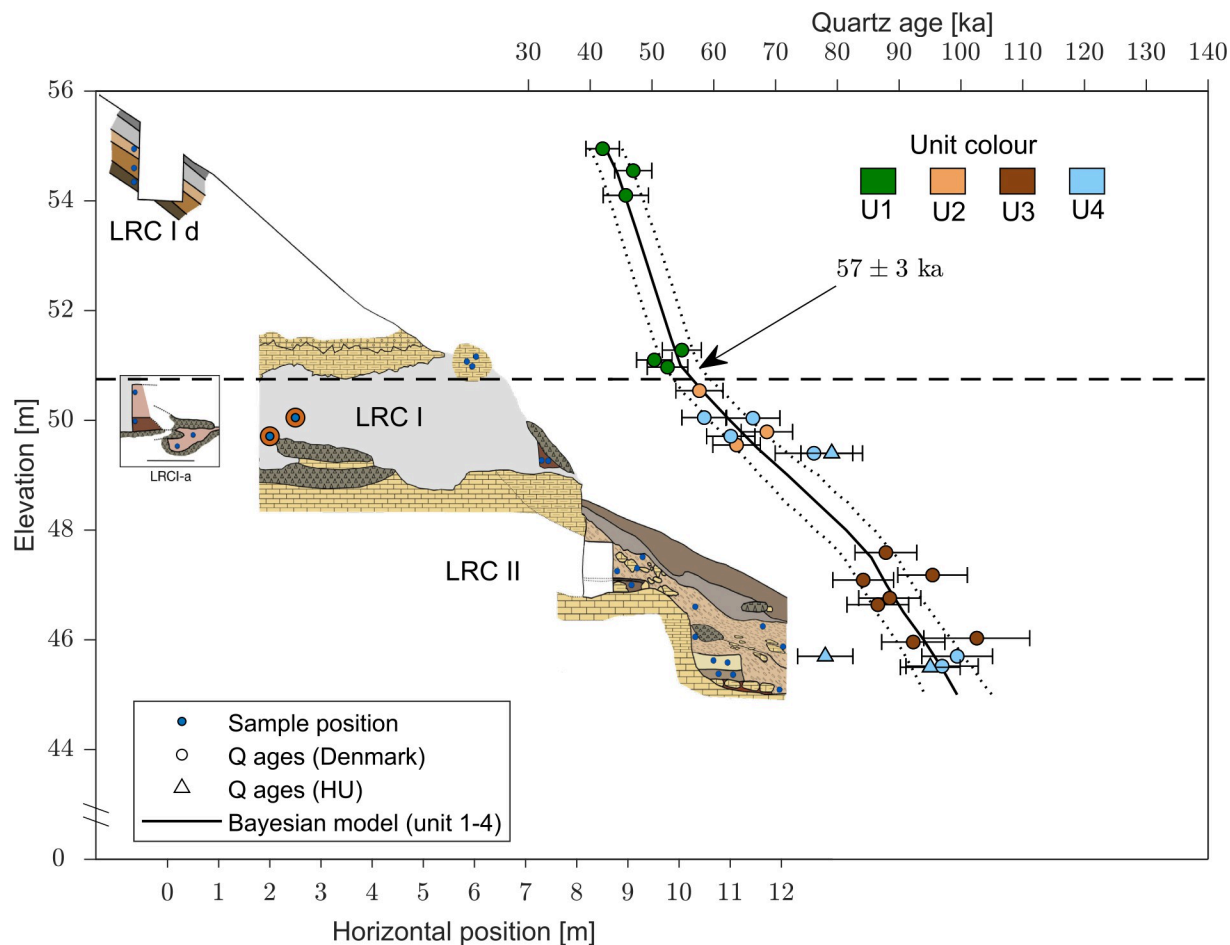 Quartz age [ka]
30 40 50 60 70 80 90 100 110 120 130 140
56
54
52
50
48
46
44
0
Elevation [m]
Unit colour
U1 U2 U3 U4
LRC I d
57 ± 3 ka
LRC I
LRCI-a
LRC II
Sample position
Q ages (Denmark)
Q ages (HU)
Bayesian model (unit 1-4)
0 1 2 3 4 5 6 7 8 9 10 11 12
Horizontal position [m]